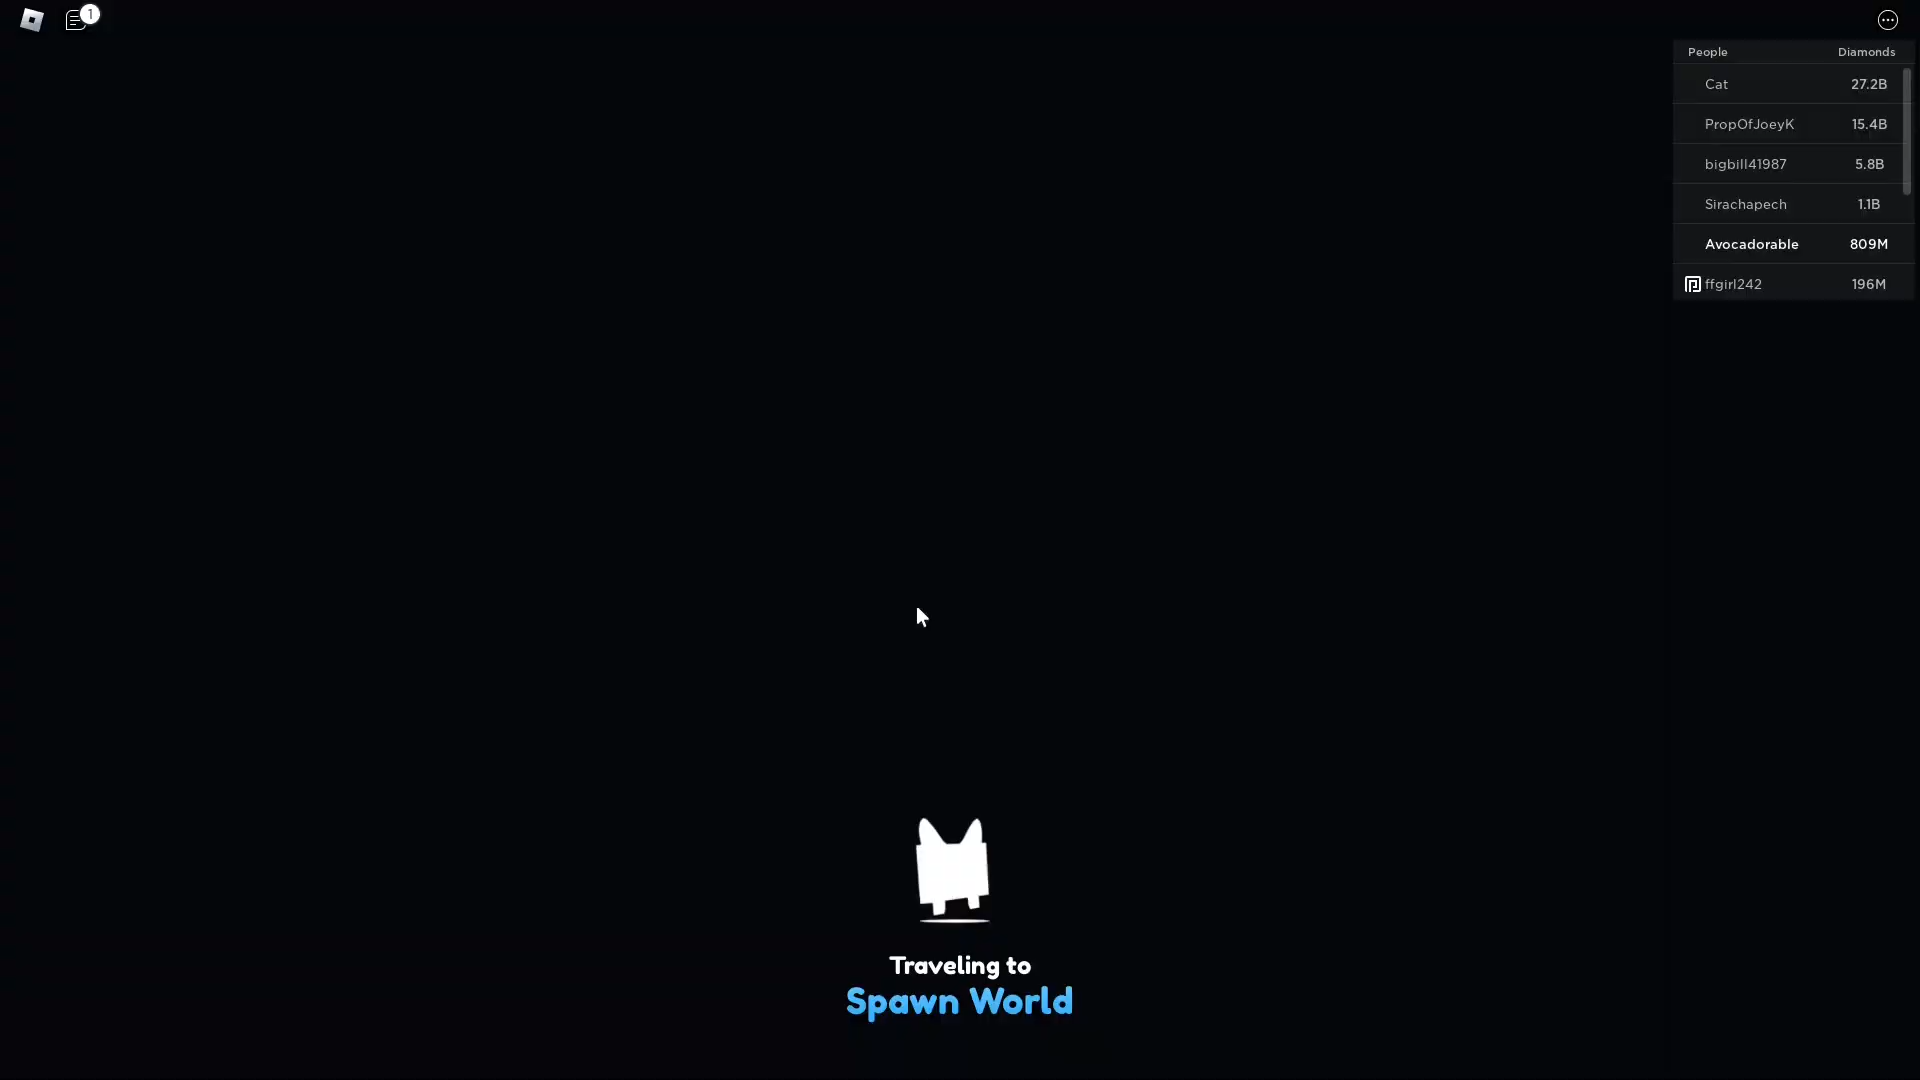 1
People Diamonds
Cat 27.2B
PropOfJoeyK 15.4B
bigbill41987 5.8B
Sirachapech 1.1B
Avocadorable 809M
ffgirl242 196M
Traveling to
Spawn World